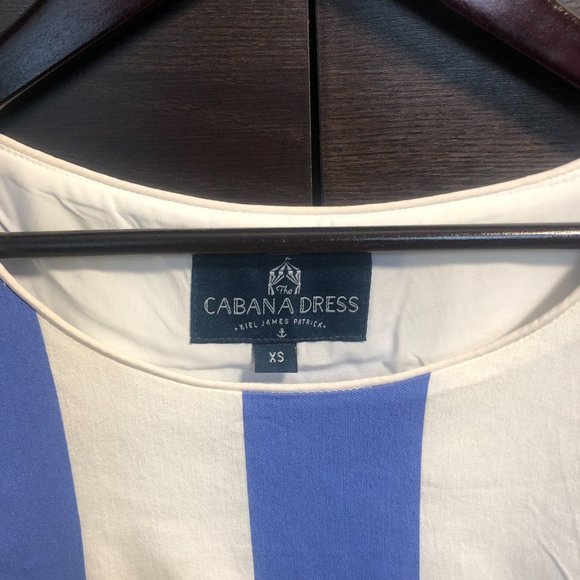 The
CABANA DRESS
• KIEL JAMES PATRICK •
XS